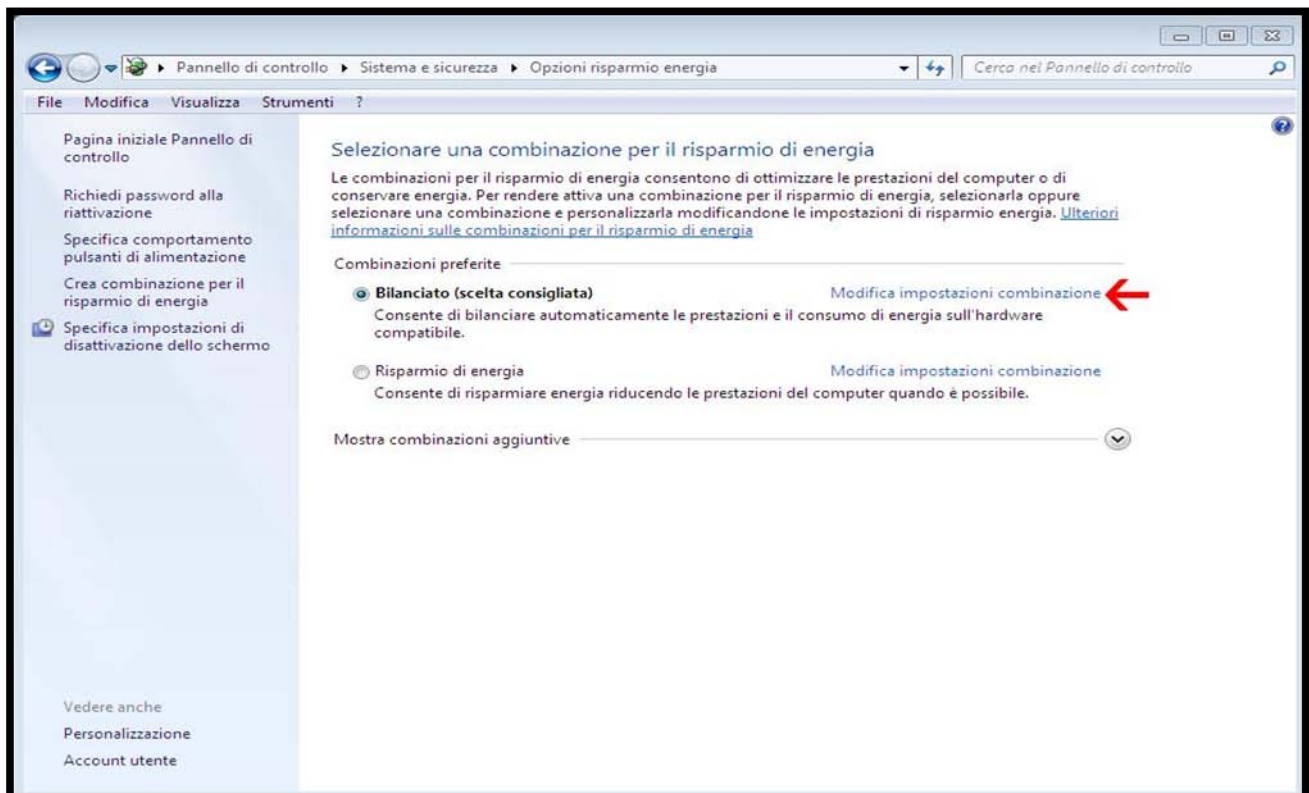 Pannello di controllo Sistema e sicurezza Opzioni risparmio energia
Cerca nel Pannello di controllo
File Modifica Visualizza Strumenti ?
Pagina iniziale Pannello di
controllo
Richiedi password alla
riattivazione
Specifica comportamento
pulsanti di alimentazione
Crea combinazione per il
risparmio di energia
Specifica impostazioni di
disattivazione dello schermo
Vedere anche
Personalizzazione
Account utente
Selezionare una combinazione per il risparmio di energia
Le combinazioni per il risparmio di energia consentono di ottimizzare le prestazioni del computer o di
conservare energia. Per rendere attiva una combinazione per il risparmio di energia, selezionarla oppure
selezionare una combinazione e personalizzarla modificandone le impostazioni di risparmio energia. Ulteriori
informazioni sulle combinazioni per il risparmio di energia
Combinazioni preferite
Bilanciato (scelta consigliata) Modifica impostazioni combinazione
Consente di bilanciare automaticamente le prestazioni e il consumo di energia sull'hardware
compatibile.
Risparmio di energia Modifica impostazioni combinazione
Consente di risparmiare energia riducendo le prestazioni del computer quando è possibile.
Mostra combinazioni aggiuntive